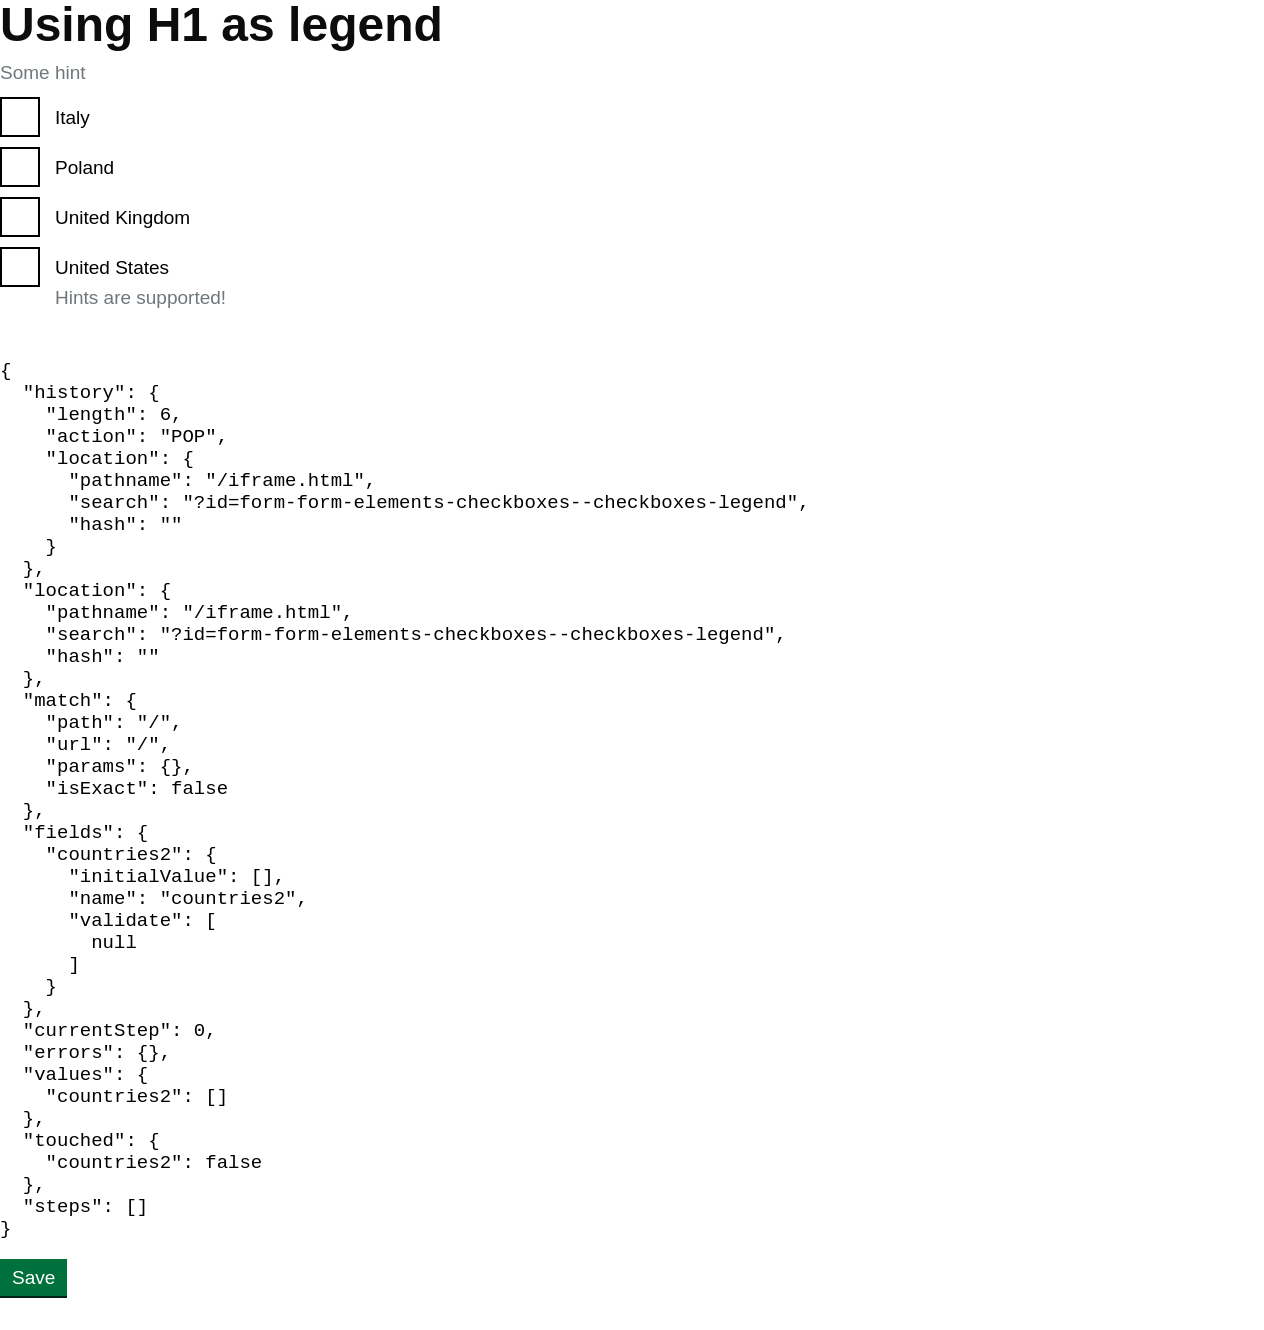 Using H1 as legend
Some hint
Italy
Poland
United Kingdom
United States
Hints are supported!
{
  "history": {
    "length": 6,
    "action": "POP",
    "location": {
      "pathname": "/iframe.html",
      "search": "?id=form-form-elements-checkboxes--checkboxes-legend",
      "hash": ""
    }
  },
  "location": {
    "pathname": "/iframe.html",
    "search": "?id=form-form-elements-checkboxes--checkboxes-legend",
    "hash": ""
  },
  "match": {
    "path": "/",
    "url": "/",
    "params": {},
    "isExact": false
  },
  "fields": {
    "countries2": {
      "initialValue": [],
      "name": "countries2",
      "validate": [
        null
      ]
    }
  },
  "currentStep": 0,
  "errors": {},
  "values": {
    "countries2": []
  },
  "touched": {
    "countries2": false
  },
  "steps": []
}
Save